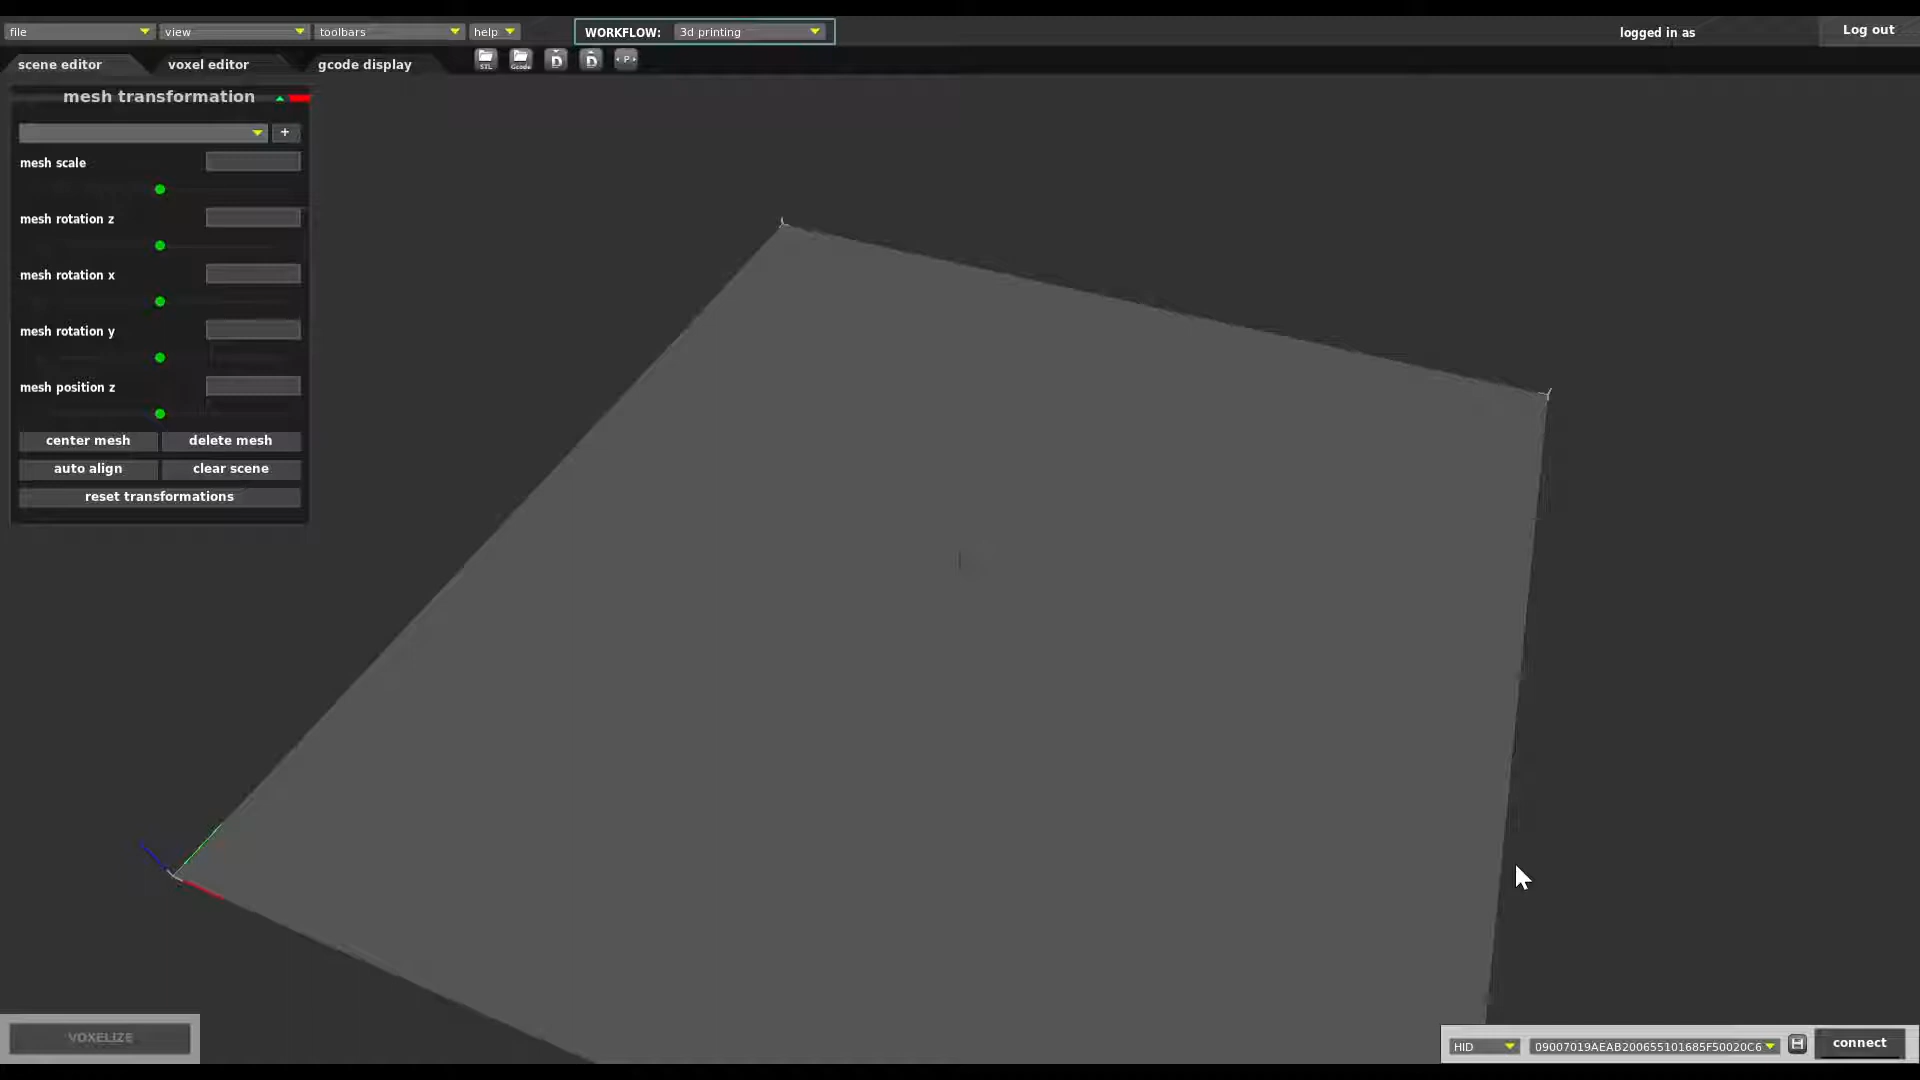 file view toolbars help WORKFLOW: 3d printing logged in as Log out
scene editor voxel editor gcode display STL Gcode D D P
mesh transformation
+
mesh scale
mesh rotation z
mesh rotation x
mesh rotation y
mesh position z
center mesh delete mesh
auto align clear scene
reset transformations
VOXELIZE
HID 09007019AEAB200655101685F50020C6 connect